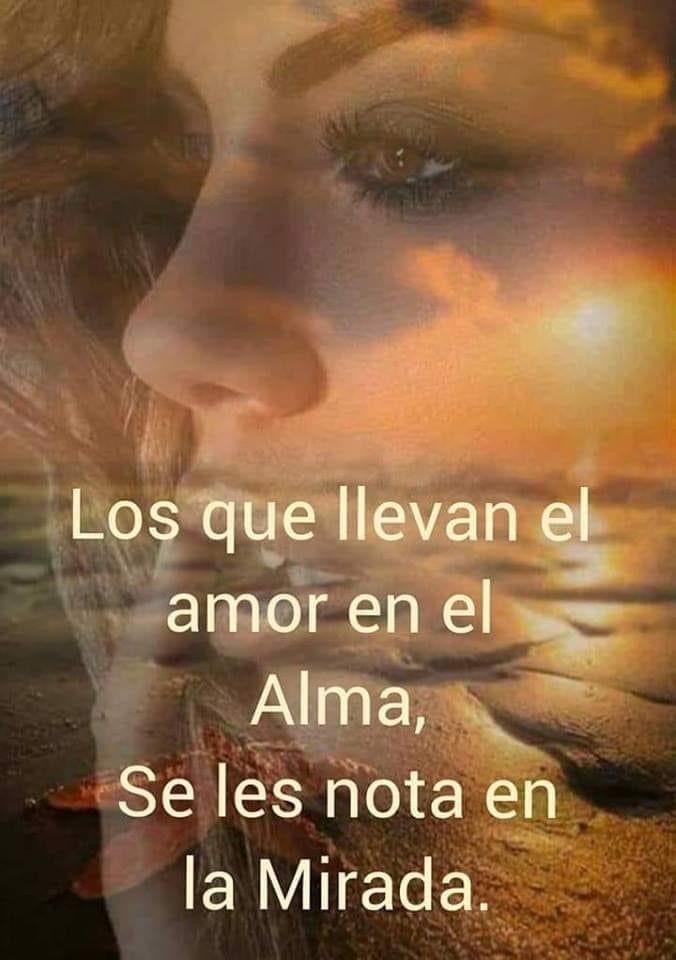 Los que llevan el
amor en el
Alma,
Se les nota en
la Mirada.